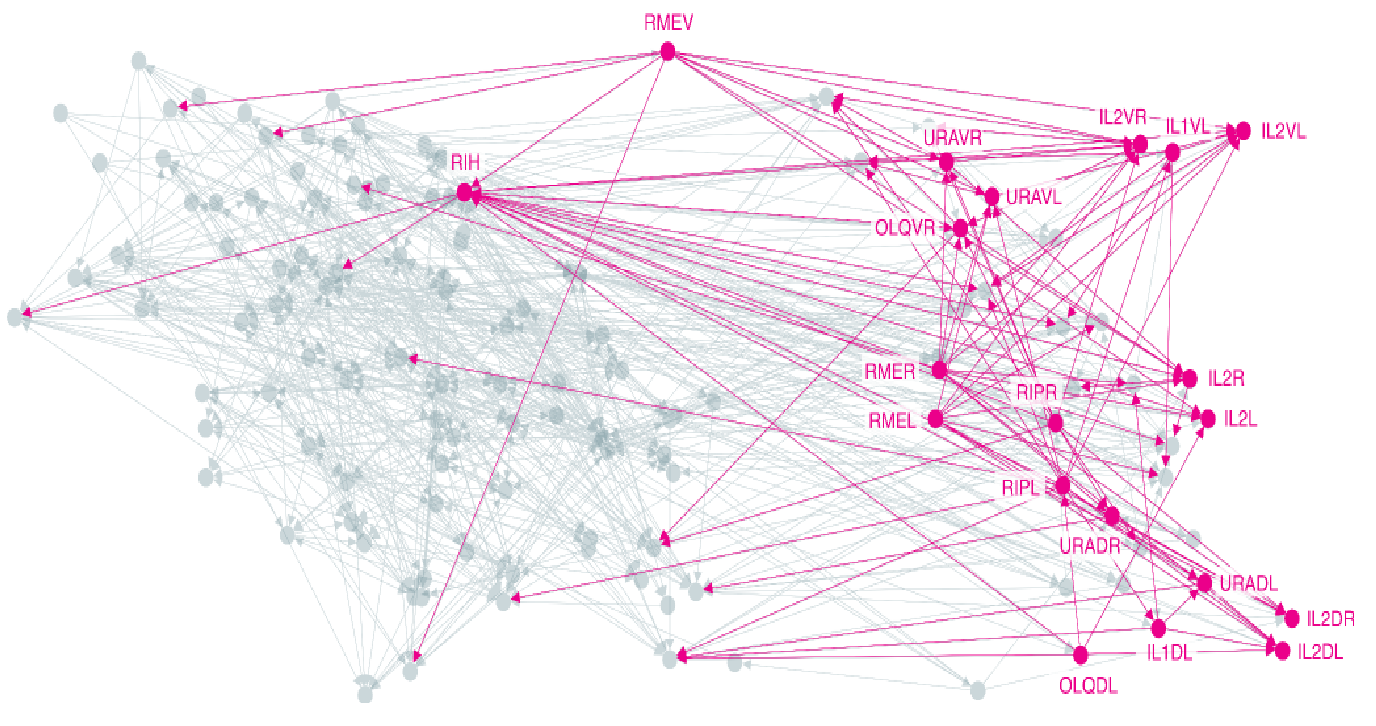 RMEV
IL2VR
IL1VL
IL2VL
URAVR
RIH
URAVL
OLQVR
RMER
IL2R
RIPR
RMEL
IL2L
RIPL
URADR
URADL
IL2DR
IL1DL
IL2DL
OLQDL